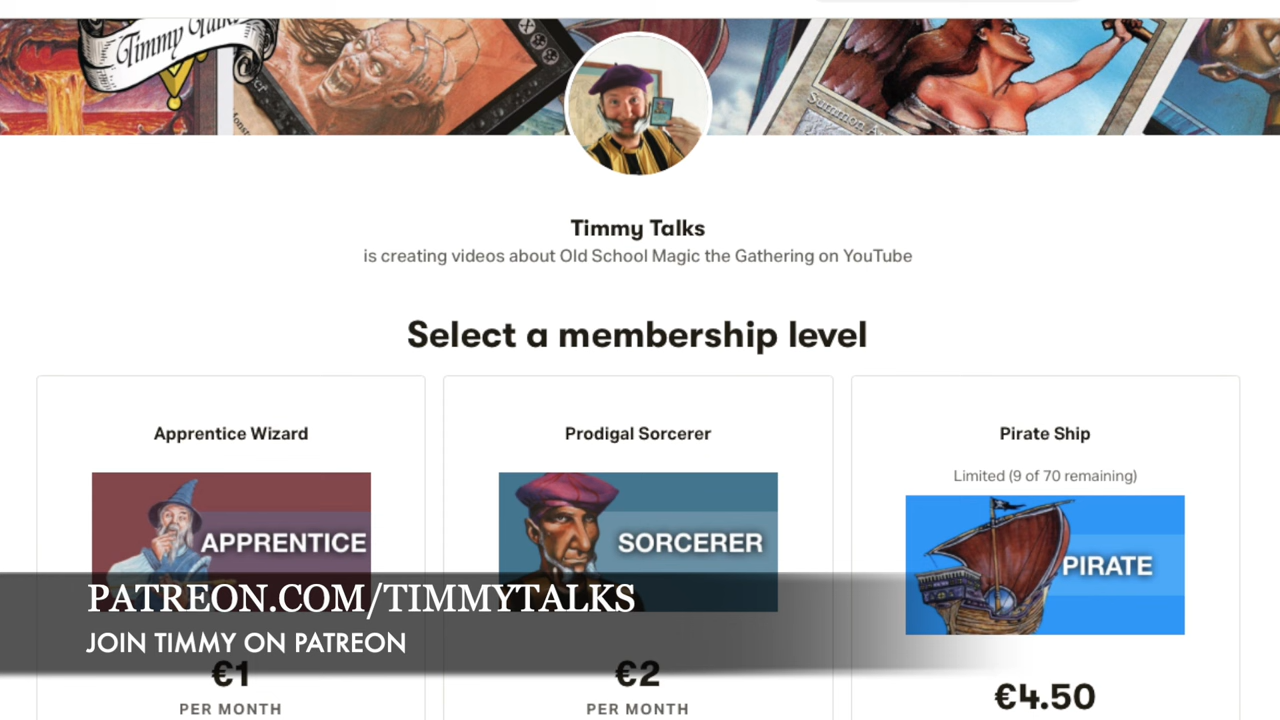 Timmy Talks
Summon A
Timmy Talks
is creating videos about Old School Magic the Gathering on YouTube
Select a membership level
Apprentice Wizard
Prodigal Sorcerer
Pirate Ship
Limited (9 of 70 remaining)
APPRENTICE
SORCERER
PIRATE
PATREON.COM/TIMMYTALKS
JOIN TIMMY ON PATREON
€1
€2
€4.50
PER MONTH
PER MONTH